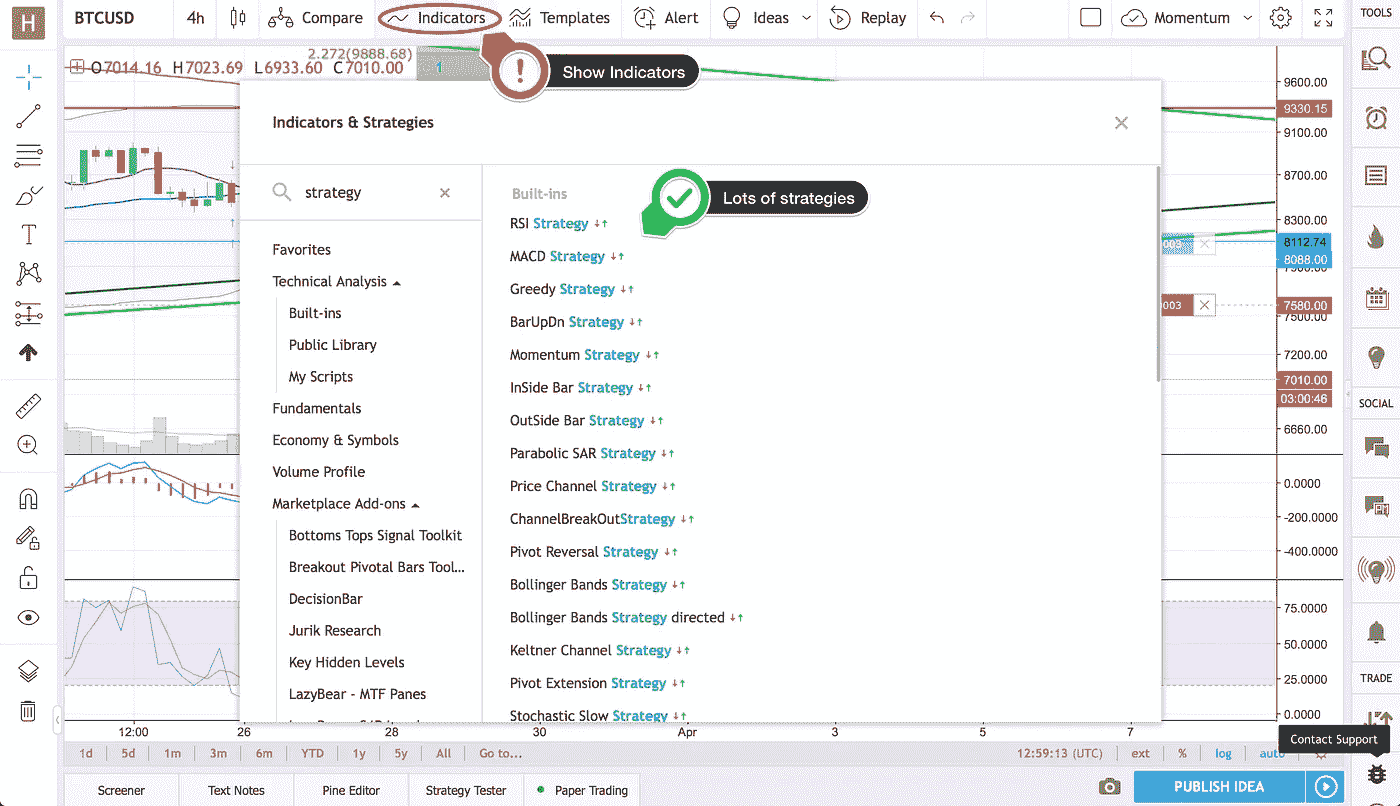 H BTCUSD 4h Compare Indicators Templates Alert Ideas Replay Momentum TOOLS
2.272(9888.68)
O7014.16 H7023.69 L6933.60 C7010.00 1
! Show Indicators
Indicators & Strategies
strategy
Favorites
Technical Analysis
Built-ins
Public Library
My Scripts
Fundamentals
Economy & Symbols
Volume Profile
Marketplace Add-ons
Bottoms Tops Signal Toolkit
Breakout Pivotal Bars Tool...
DecisionBar
Jurik Research
Key Hidden Levels
LazyBear - MTF Panes
Built-ins
Lots of strategies
RSI Strategy
MACD Strategy
Greedy Strategy
BarUpDn Strategy
Momentum Strategy
InSide Bar Strategy
OutSide Bar Strategy
Parabolic SAR Strategy
Price Channel Strategy
ChannelBreakOutStrategy
Pivot Reversal Strategy
Bollinger Bands Strategy
Bollinger Bands Strategy directed
Keltner Channel Strategy
Pivot Extension Strategy
Stochastic Slow Strategy
9600.00
9330.15
9100.00
8700.00
8300.00
8112.74
8088.00
003
7580.00
7500.00
7200.00
7010.00
03:00:46
6660.00
0.0000
-200.0000
-400.0000
75.0000
50.0000
25.0000
0.0000
SOCIAL
TRADE
Contact Support
12:00 26 28 30 Apr 3 5 7
1d 5d 1m 3m 6m YTD 1y 5y All Go to... 12:59:13 (UTC) ext % log auto
Screener Text Notes Pine Editor Strategy Tester Paper Trading PUBLISH IDEA